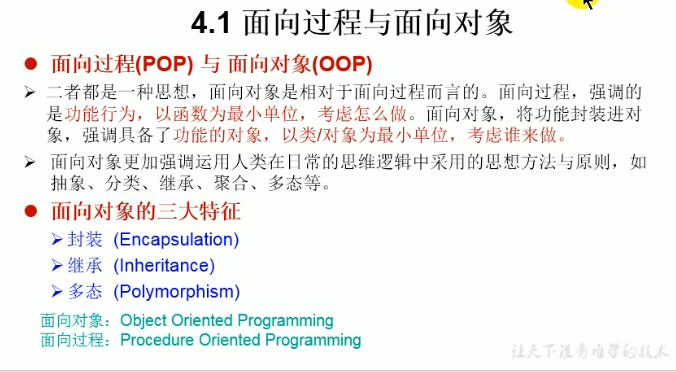 4.1 面向过程与面向对象
● 面向过程(POP) 与 面向对象(OOP)
➢ 二者都是一种思想，面向对象是相对于面向过程而言的。面向过程，强调的
是功能行为，以函数为最小单位，考虑怎么做。面向对象，将功能封装进对
象，强调具备了功能的对象，以类/对象为最小单位，考虑谁来做。
➢ 面向对象更加强调运用人类在日常的思维逻辑中采用的思想方法与原则，如
抽象、分类、继承、聚合、多态等。
● 面向对象的三大特征
➢ 封装 (Encapsulation)
➢ 继承 (Inheritance)
➢ 多态 (Polymorphism)
面向对象：Object Oriented Programming
面向过程：Procedure Oriented Programming
让天下没有难学的技术